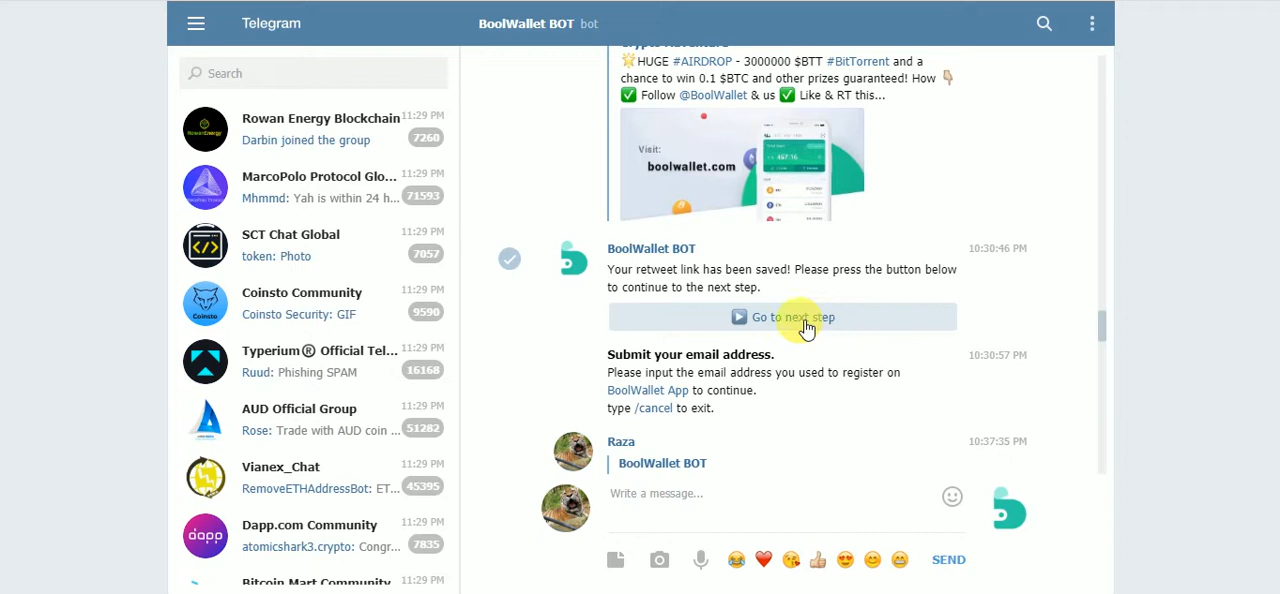 Telegram
BoolWallet BOT bot
Search
Rowan Energy Blockchain 11:29 PM
Darbin joined the group 7260
MarcoPolo Protocol Glo... 11:29 PM
Mhmmd: Yah is within 24 h... 71593
SCT Chat Global 11:29 PM
token: Photo 7057
Coinsto Community 11:29 PM
Coinsto Security: GIF 9590
Typerium® Official Tel... 11:29 PM
Ruud: Phishing SPAM 16168
AUD Official Group 11:29 PM
Rose: Trade with AUD coin ... 51282
Vianex_Chat 11:29 PM
RemoveETHAddressBot: ET... 45395
Dapp.com Community 11:29 PM
atomicshark3.crypto: Congr... 7835
Bitcoin Mart Community 11:29 PM
Crypto Adventure
🌟HUGE #AIRDROP - 3000000 $BTT #BitTorrent and a
chance to win 0.1 $BTC and other prizes guaranteed! How 👇🏼
✅ Follow @BoolWallet & us ✅ Like & RT this...
Visit:
boolwallet.com
467.16
BoolWallet BOT 10:30:46 PM
Your retweet link has been saved! Please press the button below
to continue to the next step.
▶ Go to next step
Submit your email address. 10:30:57 PM
Please input the email address you used to register on
BoolWallet App to continue.
type /cancel to exit.
Raza 10:37:35 PM
BoolWallet BOT
Write a message...
SEND